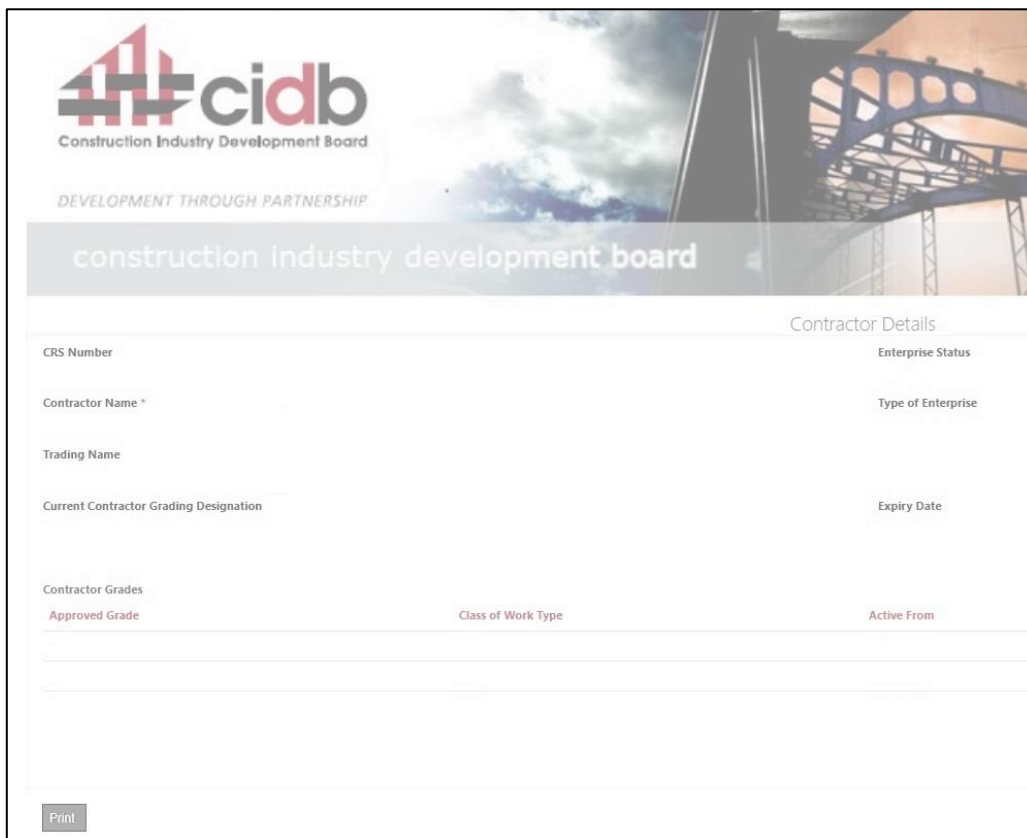 cidb
Construction Industry Development Board
DEVELOPMENT THROUGH PARTNERSHIP
construction industry development board
Contractor Details
CRS Number Enterprise Status
Contractor Name * Type of Enterprise
Trading Name
Current Contractor Grading Designation Expiry Date
Contractor Grades
Approved Grade Class of Work Type Active From
Print